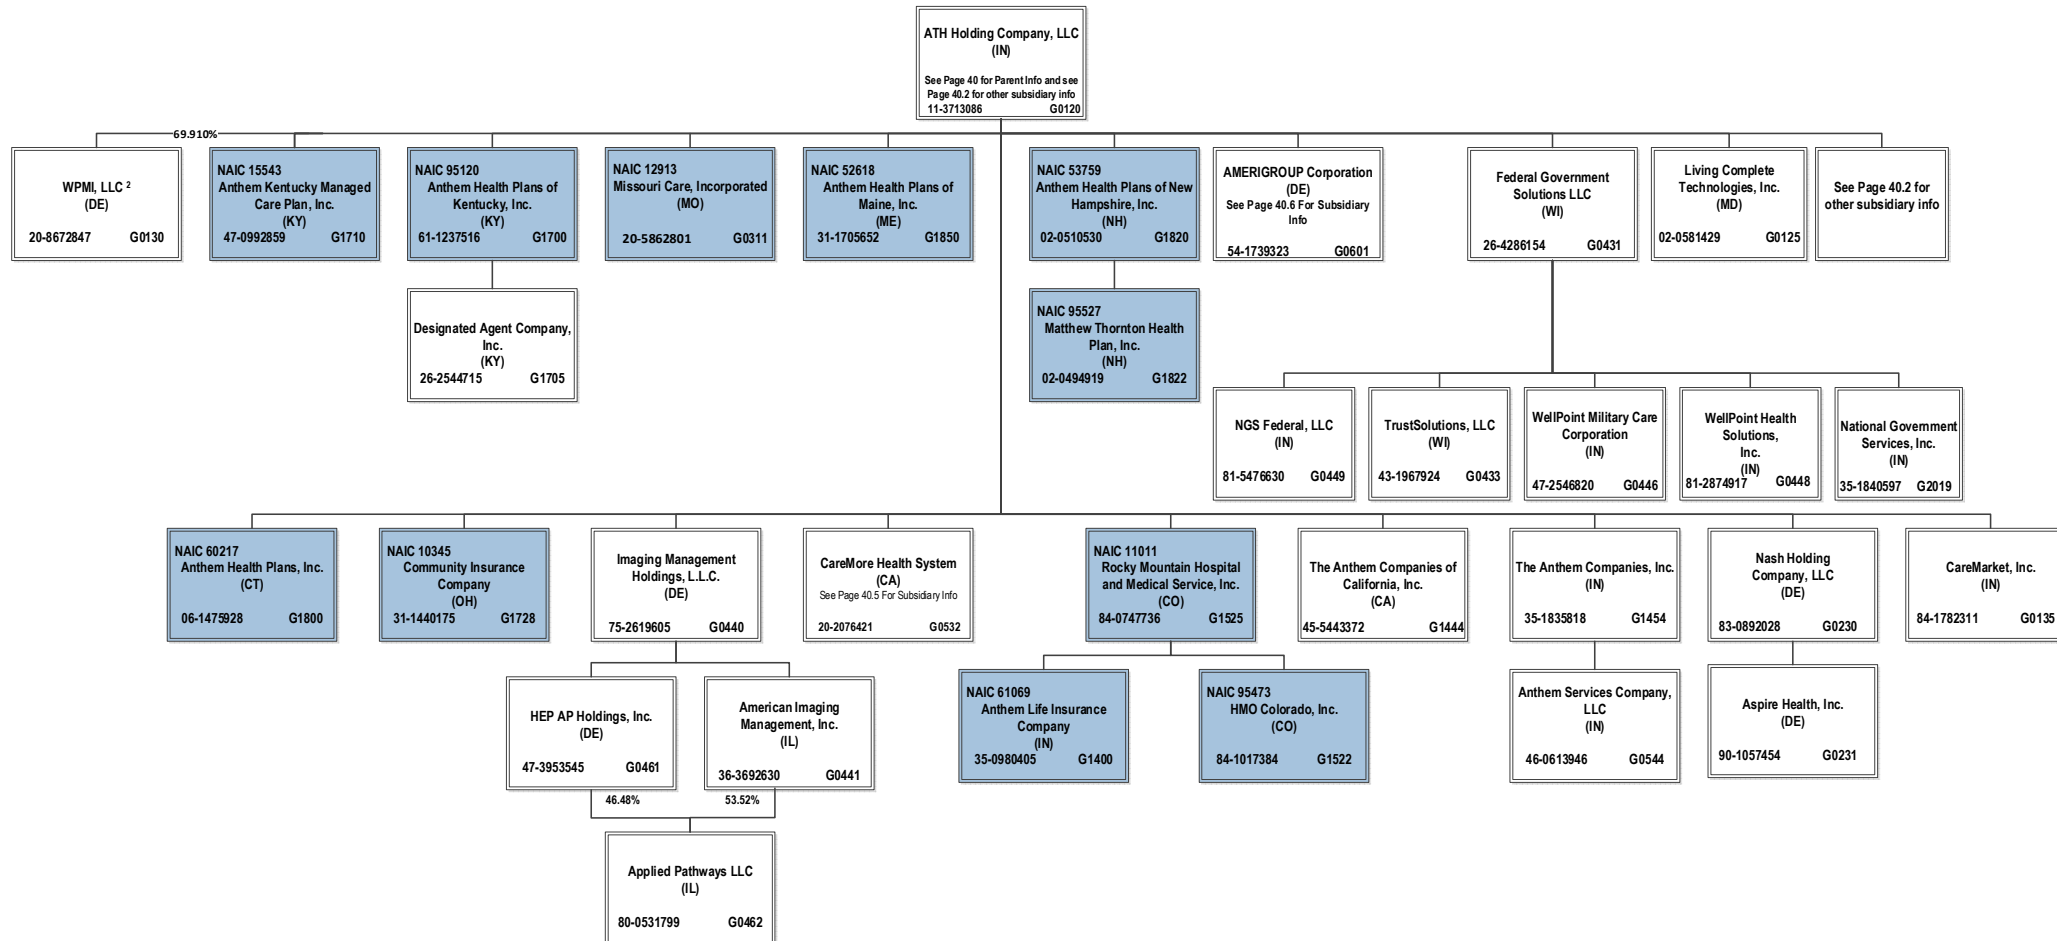 ATH Holding Company, LLC
(IN)
See Page 40 for Parent Info and see
Page 40.2 for other subsidiary info
11-3713086 G0120
69.910%
WPMI, LLC ²
(DE)
20-8672847 G0130
NAIC 15543
Anthem Kentucky Managed
Care Plan, Inc.
(KY)
47-0992859 G1710
NAIC 95120
Anthem Health Plans of
Kentucky, Inc.
(KY)
61-1237516 G1700
NAIC 12913
Missouri Care, Incorporated
(MO)
20-5862801 G0311
NAIC 52618
Anthem Health Plans of
Maine, Inc.
(ME)
31-1705652 G1850
NAIC 53759
Anthem Health Plans of New
Hampshire, Inc.
(NH)
02-0510530 G1820
AMERIGROUP Corporation
(DE)
See Page 40.6 For Subsidiary
Info
54-1739323 G0601
Federal Government
Solutions LLC
(WI)
26-4286154 G0431
Living Complete
Technologies, Inc.
(MD)
02-0581429 G0125
See Page 40.2 for
other subsidiary info
Designated Agent Company,
Inc.
(KY)
26-2544715 G1705
NAIC 95527
Matthew Thornton Health
Plan, Inc.
(NH)
02-0494919 G1822
NGS Federal, LLC
(IN)
81-5476630 G0449
TrustSolutions, LLC
(WI)
43-1967924 G0433
WellPoint Military Care
Corporation
(IN)
47-2546820 G0446
WellPoint Health
Solutions,
Inc.
(IN)
81-2874917 G0448
National Government
Services, Inc.
(IN)
35-1840597 G2019
NAIC 60217
Anthem Health Plans, Inc.
(CT)
06-1475928 G1800
NAIC 10345
Community Insurance
Company
(OH)
31-1440175 G1728
Imaging Management
Holdings, L.L.C.
(DE)
75-2619605 G0440
CareMore Health System
(CA)
See Page 40.5 For Subsidiary Info
20-2076421 G0532
NAIC 11011
Rocky Mountain Hospital
and Medical Service, Inc.
(CO)
84-0747736 G1525
The Anthem Companies of
California, Inc.
(CA)
45-5443372 G1444
The Anthem Companies, Inc.
(IN)
35-1835818 G1454
Nash Holding
Company, LLC
(DE)
83-0892028 G0230
CareMarket, Inc.
(IN)
84-1782311 G0135
HEP AP Holdings, Inc.
(DE)
47-3953545 G0461
American Imaging
Management, Inc.
(IL)
36-3692630 G0441
NAIC 61069
Anthem Life Insurance
Company
(IN)
35-0980405 G1400
NAIC 95473
HMO Colorado, Inc.
(CO)
84-1017384 G1522
Anthem Services Company,
LLC
(IN)
46-0613946 G0544
Aspire Health, Inc.
(DE)
90-1057454 G0231
46.48% 53.52%
Applied Pathways LLC
(IL)
80-0531799 G0462